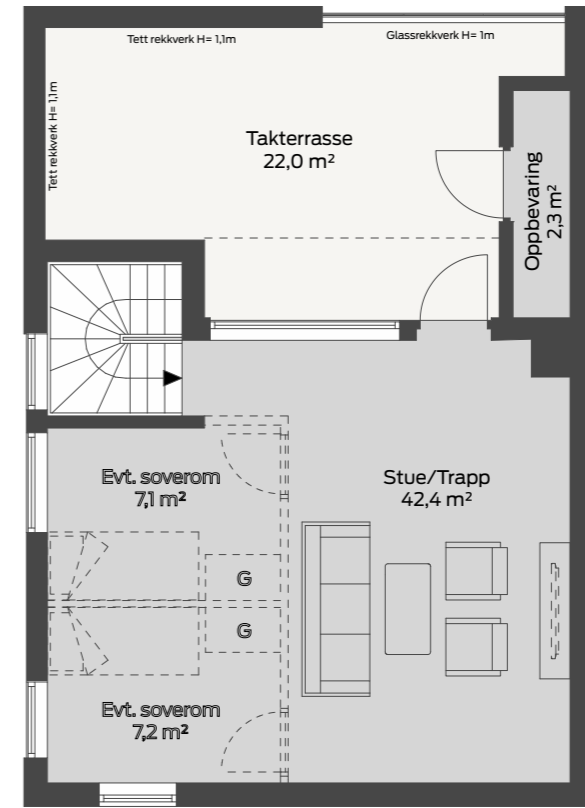 Tett rekkverk H= 1,1m
Glassrekkverk H= 1m
Tett rekkverk H= 1,1m
Takterrasse
22,0 m²
Oppbevaring
2,3 m²
Evt. soverom
7,1 m²
Stue/Trapp
42,4 m²
G
G
Evt. soverom
7,2 m²